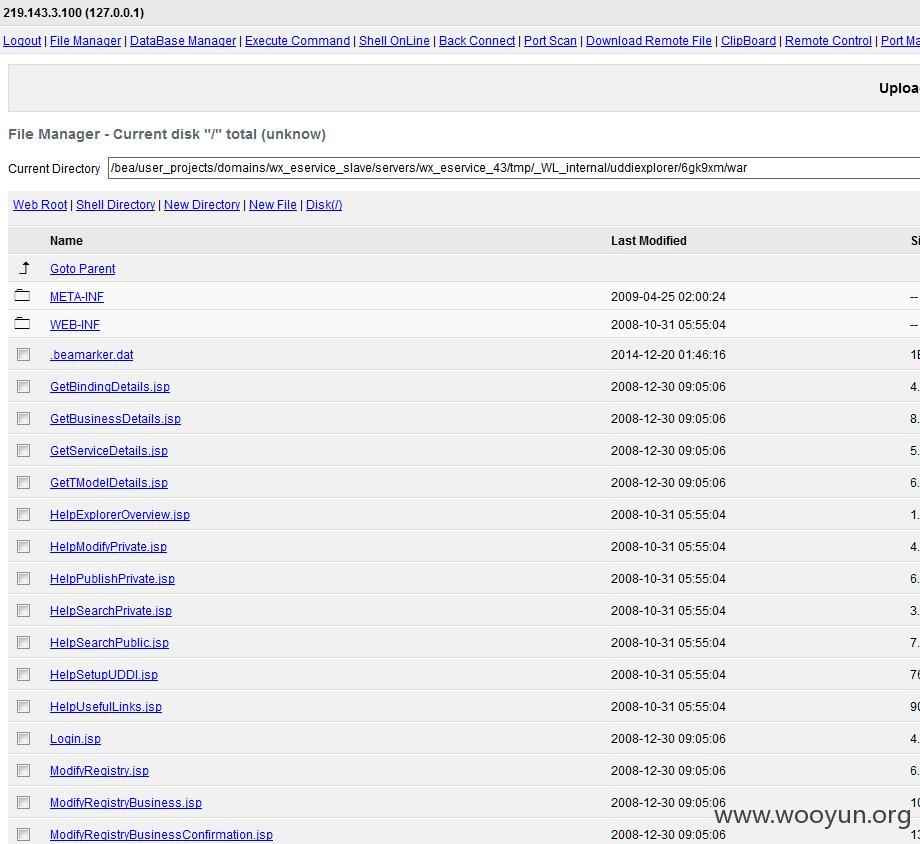 219.143.3.100 (127.0.0.1)
Logout | File Manager | DataBase Manager | Execute Command | Shell OnLine | Back Connect | Port Scan | Download Remote File | ClipBoard | Remote Control | Port Ma
Uploa
File Manager - Current disk "/" total (unknow)
Current Directory /bea/user_projects/domains/wx_eservice_slave/servers/wx_eservice_43/tmp/_WL_internal/uddiexplorer/6gk9xm/war
Web Root | Shell Directory | New Directory | New File | Disk(/)
Name Last Modified Si
Goto Parent
META-INF 2009-04-25 02:00:24 --
WEB-INF 2008-10-31 05:55:04 --
.beamarker.dat 2014-12-20 01:46:16 1E
GetBindingDetails.jsp 2008-12-30 09:05:06 4.
GetBusinessDetails.jsp 2008-12-30 09:05:06 8.
GetServiceDetails.jsp 2008-12-30 09:05:06 5.
GetTModelDetails.jsp 2008-12-30 09:05:06 6.
HelpExplorerOverview.jsp 2008-10-31 05:55:04 1.
HelpModifyPrivate.jsp 2008-10-31 05:55:04 4.
HelpPublishPrivate.jsp 2008-10-31 05:55:04 6.
HelpSearchPrivate.jsp 2008-10-31 05:55:04 3.
HelpSearchPublic.jsp 2008-10-31 05:55:04 7.
HelpSetupUDDI.jsp 2008-10-31 05:55:04 76
HelpUsefulLinks.jsp 2008-10-31 05:55:04 90
Login.jsp 2008-12-30 09:05:06 4.
ModifyRegistry.jsp 2008-12-30 09:05:06 6.
ModifyRegistryBusiness.jsp 2008-12-30 09:05:06 10
www.wooyun.org
ModifyRegistryBusinessConfirmation.jsp 2008-12-30 09:05:06 13